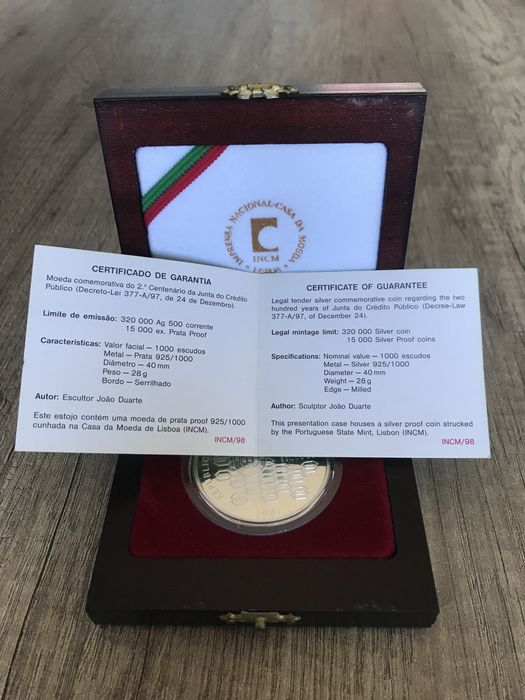 IMPRENSA NACIONAL-CASA DA MOEDA
INCM
LISBOA
CERTIFICADO DE GARANTIA
Moeda comemorativa do 2.º Centenário da Junta do Crédito
Público (Decreto-Lei 377-A/97, de 24 de Dezembro).
Limite de emissão: 320 000 Ag 500 corrente
15 000 ex. Prata Proof
Características: Valor facial — 1000 escudos
Metal — Prata 925/1000
Diâmetro — 40 mm
Peso — 28 g
Bordo — Serrilhado
Autor: Escultor João Duarte
Este estojo contém uma moeda de prata proof 925/1000
cunhada na Casa da Moeda de Lisboa (INCM).
INCM/98
CERTIFICATE OF GUARANTEE
Legal tender silver commemorative coin regarding the two
hundred years of Junta do Crédito Público (Decree-Law
377-A/97, of December 24).
Legal mintage limit: 320 000 Silver coin
15 000 Silver Proof coins
Specifications: Nominal value — 1000 escudos
Metal — Silver 925/1000
Diameter — 40 mm
Weight — 28 g
Edge — Milled
Author: Sculptor João Duarte
This presentation case houses a silver proof coin strucked
by the Portuguese State Mint, Lisbon (INCM).
INCM/98